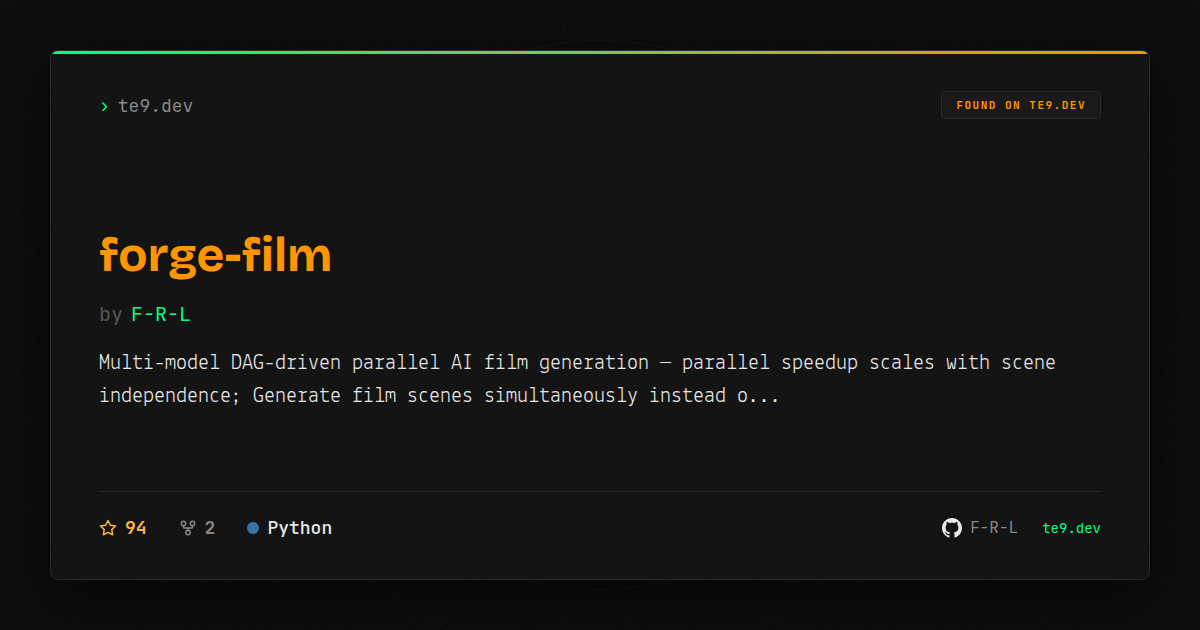 › te9.dev
FOUND ON TE9.DEV
forge-film
by F-R-L
Multi-model DAG-driven parallel AI film generation — parallel speedup scales with scene
independence; Generate film scenes simultaneously instead o...
94 2 Python
F-R-L te9.dev